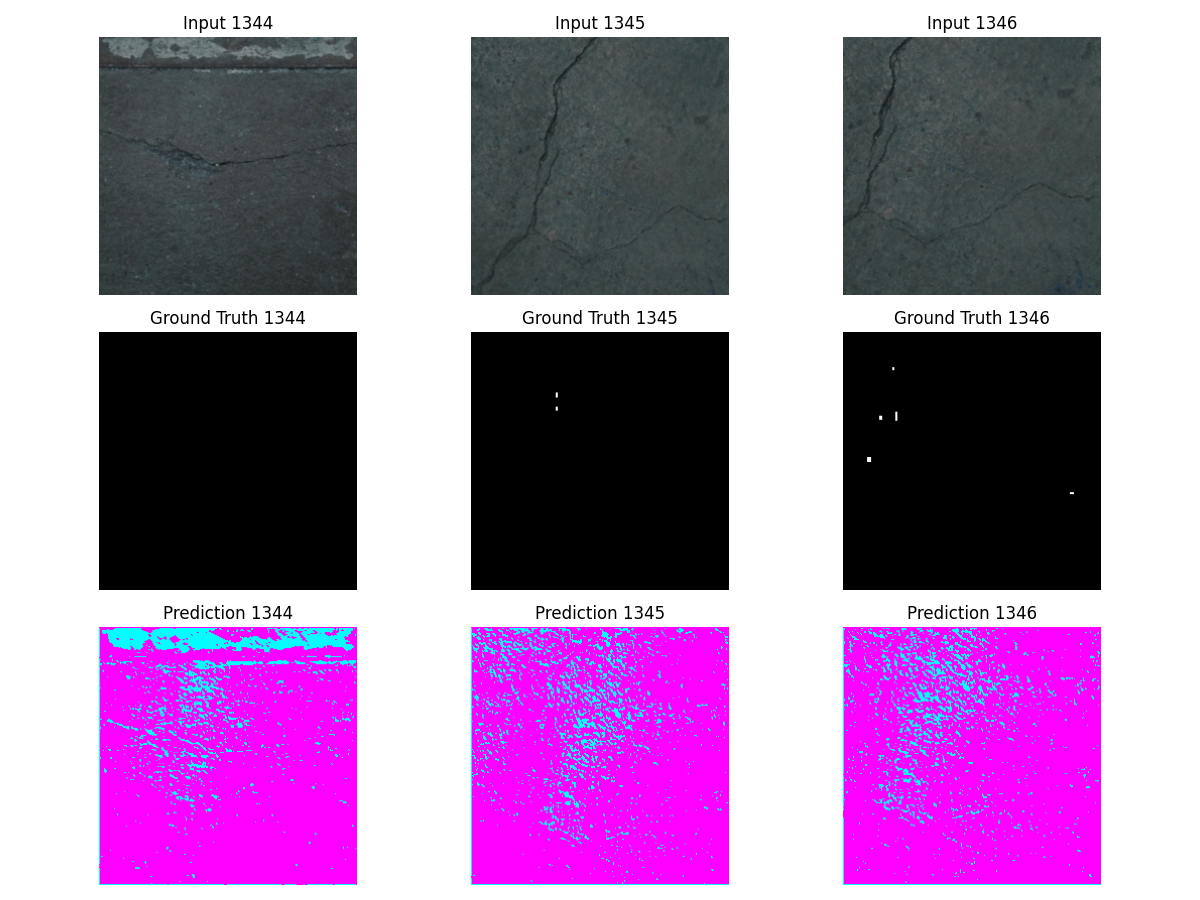 Input 1344
Input 1345
Input 1346
Ground Truth 1344
Ground Truth 1345
Ground Truth 1346
Prediction 1344
Prediction 1345
Prediction 1346